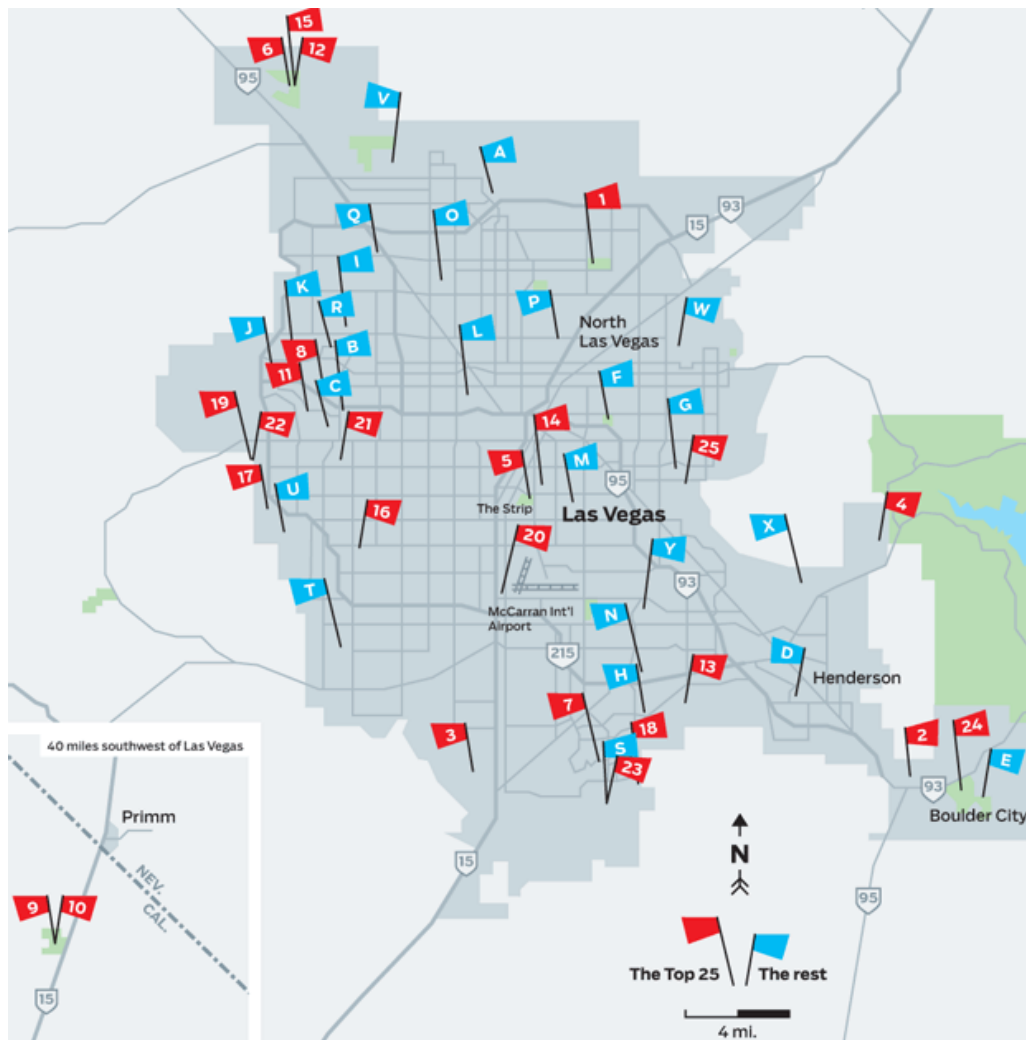 15
6
12
95
V
A
1
93
15
Q
O
I
K
R
P
North
Las Vegas
W
J
L
8
B
11
C
F
19
22
21
14
G
25
17
U
5
M
95
The Strip
Las Vegas
16
4
X
20
Y
93
T
McCarran Int'l
Airport
N
215
H
13
D
Henderson
7
3
18
S
23
2
24
E
93
Boulder City
40 miles southwest of Las Vegas
Primm
NEV.
CAL.
9
10
15
15
N
95
The Top 25
The rest
4 mi.